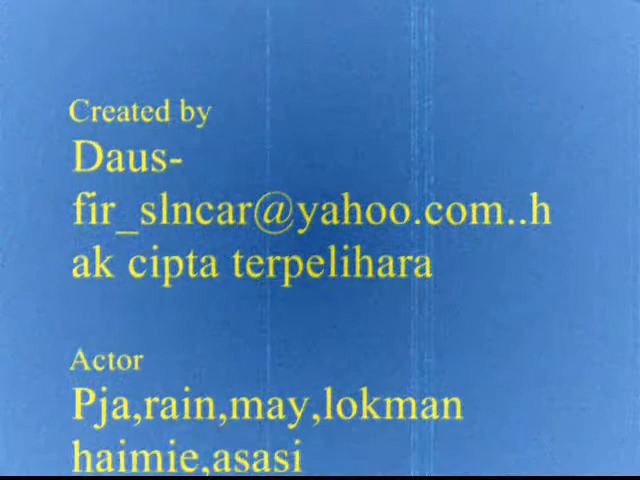 Created by
Daus-
fir_slncar@yahoo.com..h
ak cipta terpelihara
Actor
Pja,rain,may,lokman
haimie,asasi